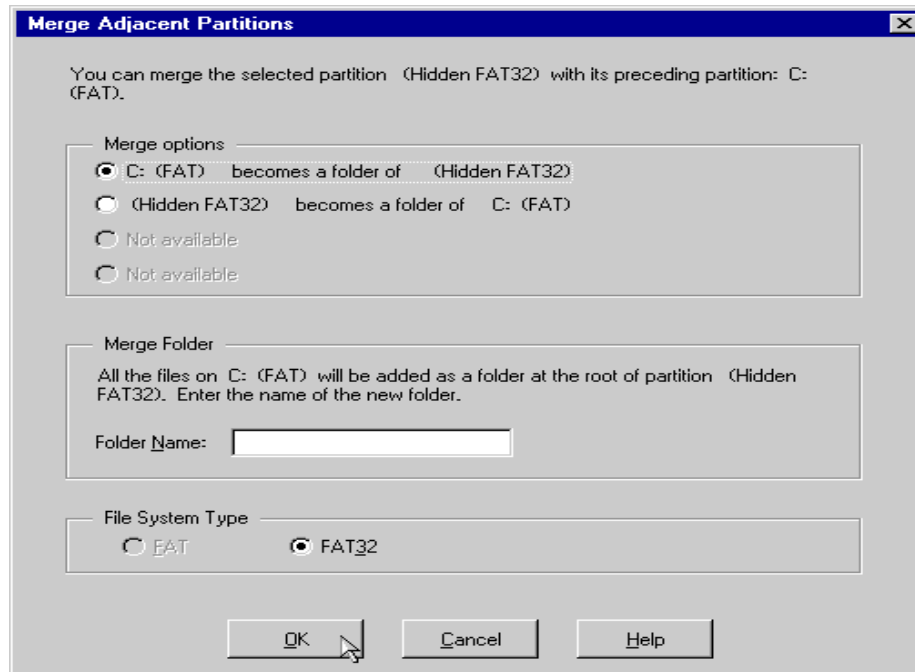 Merge Adjacent Partitions
You can merge the selected partition (Hidden FAT32) with its preceding partition: C:
(FAT).
Merge options
C: (FAT) becomes a folder of (Hidden FAT32)
(Hidden FAT32) becomes a folder of C: (FAT)
Not available
Not available
Merge Folder
All the files on C: (FAT) will be added as a folder at the root of partition (Hidden
FAT32). Enter the name of the new folder.
Folder Name:
File System Type
FAT FAT32
OK Cancel Help